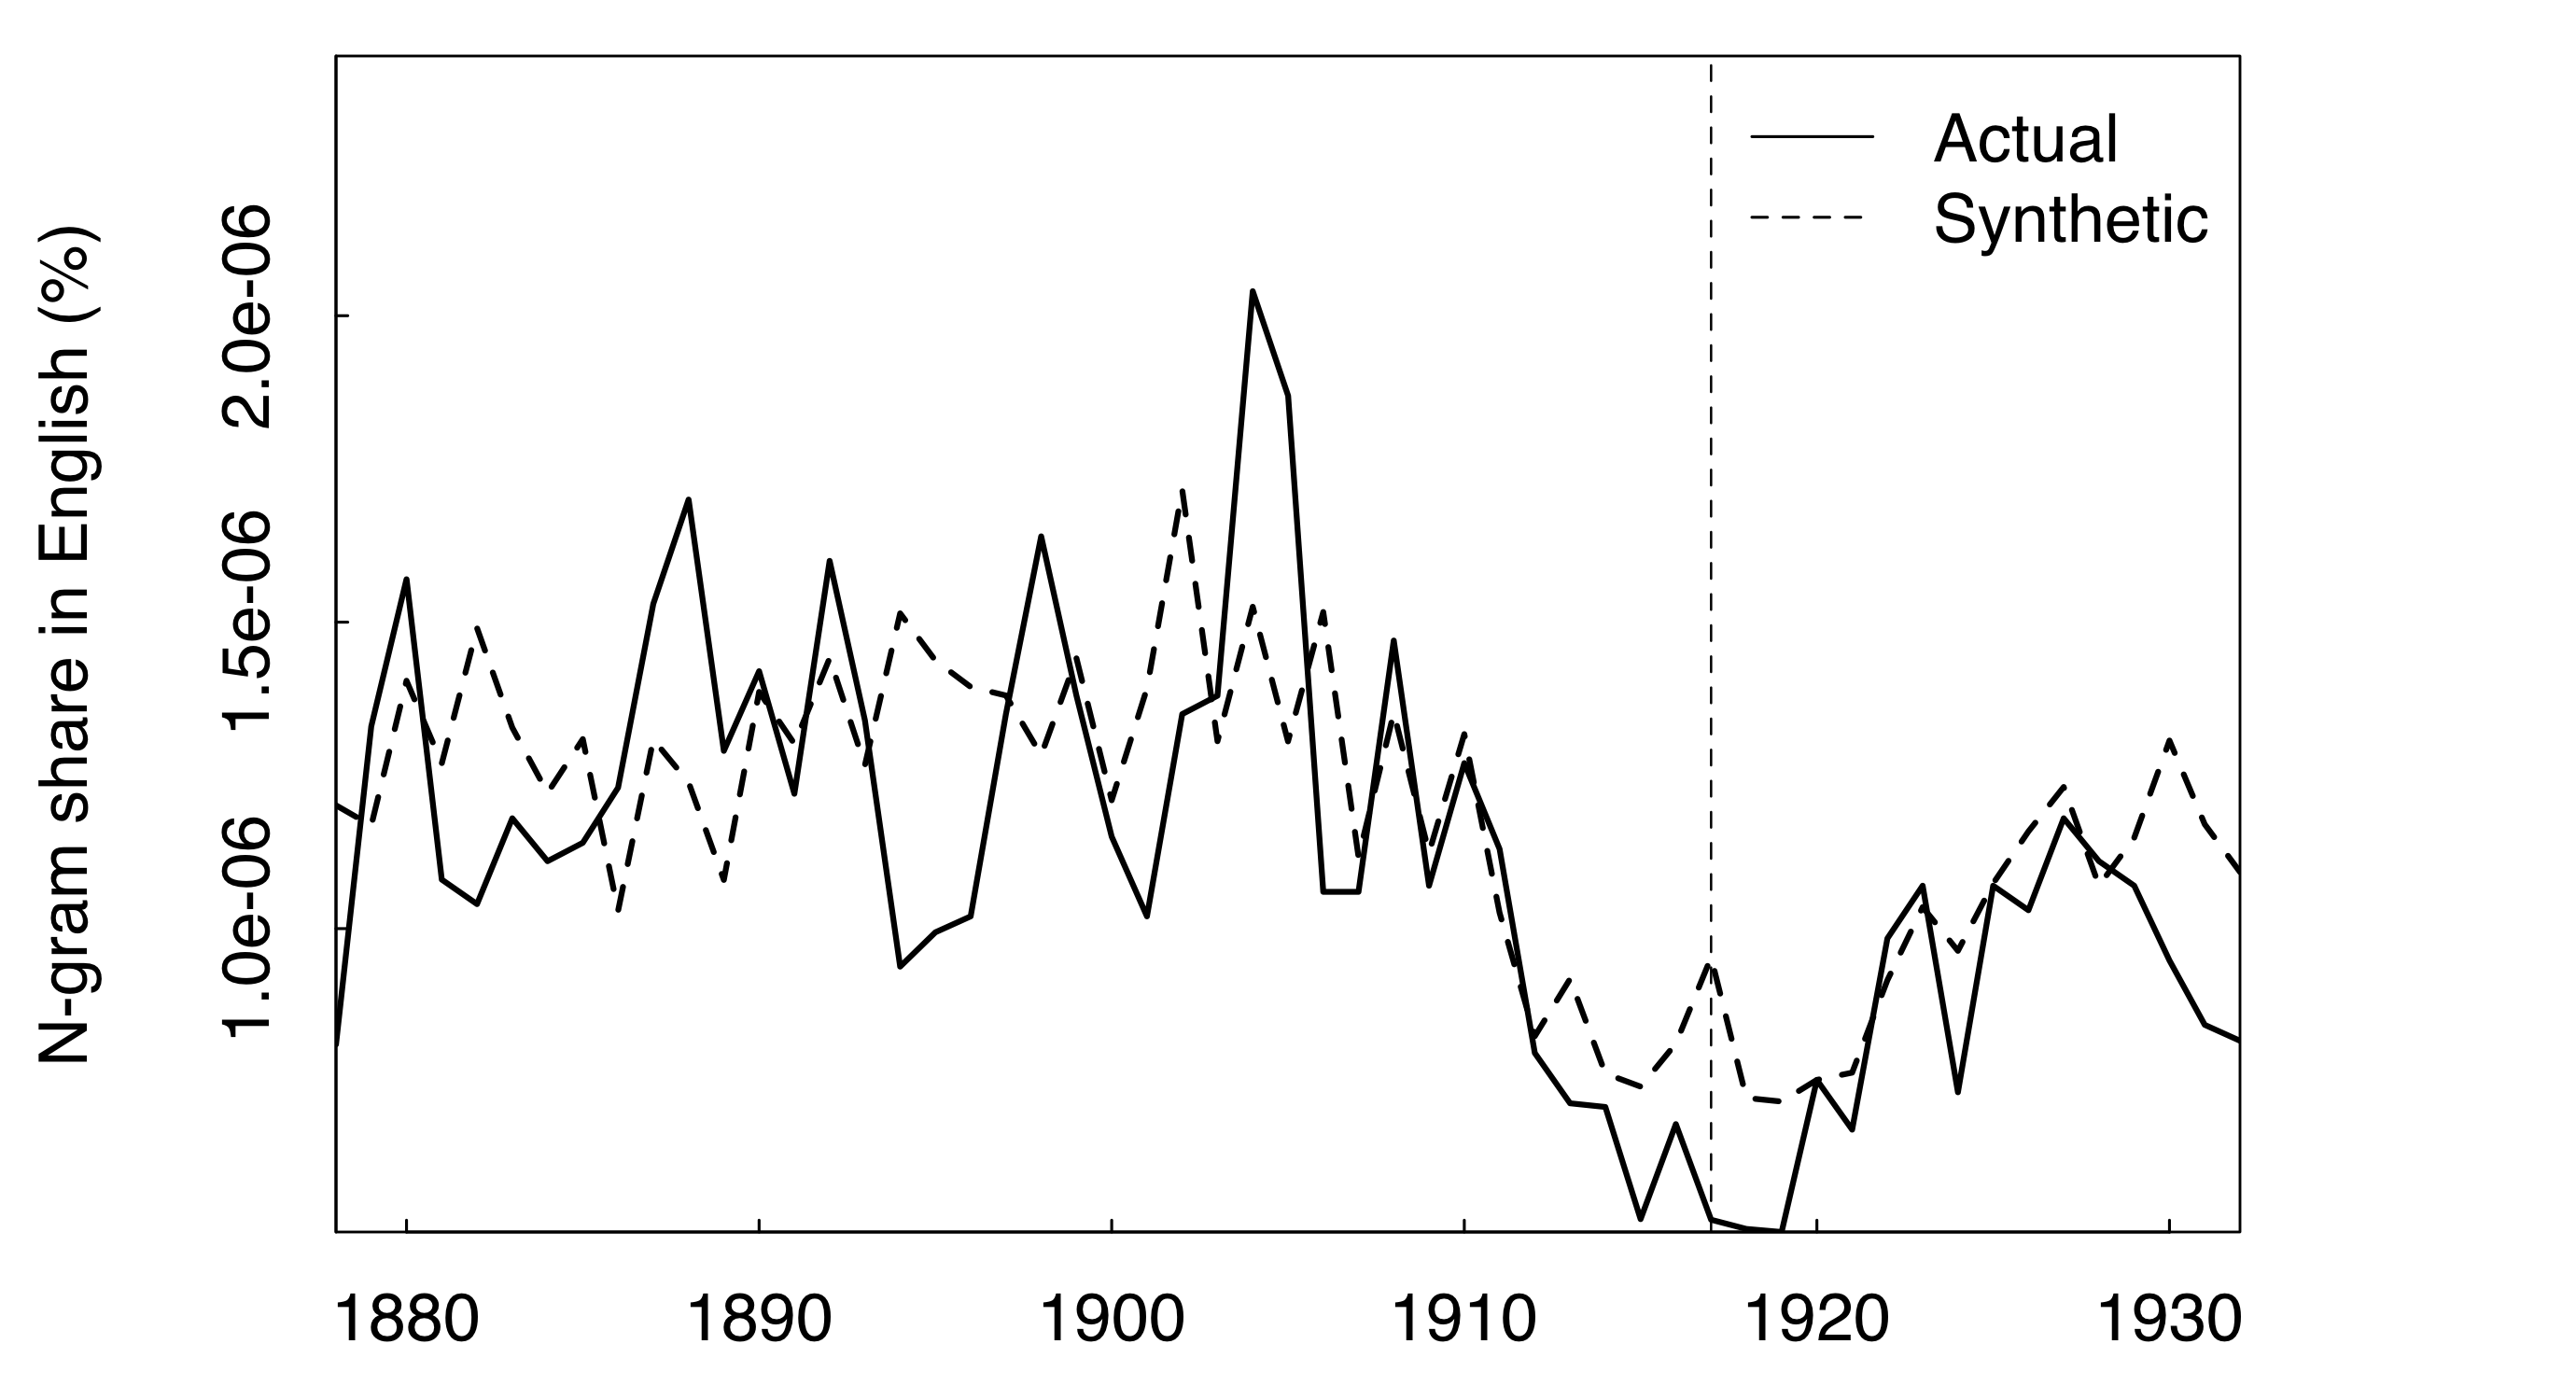 N-gram share in English (%)
2.0e-06
1.5e-06
1.0e-06
Actual
Synthetic
1880 1890 1900 1910 1920 1930